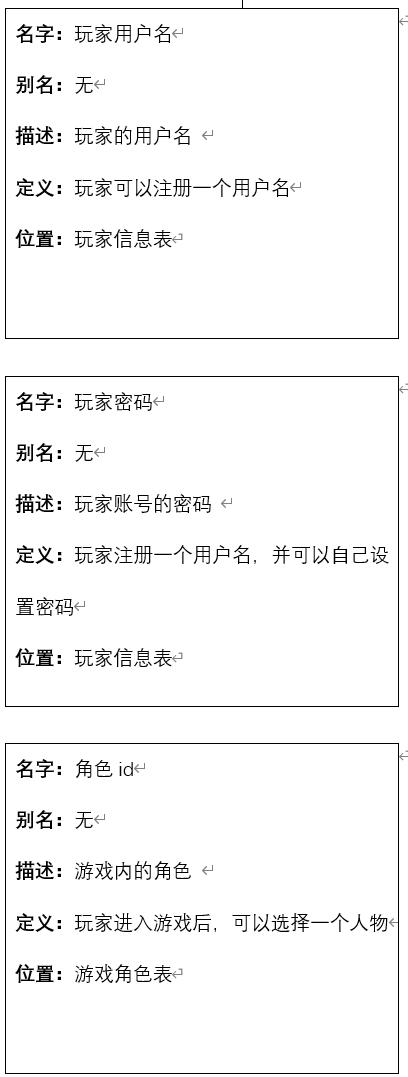 名字：玩家用户名
别名：无
描述：玩家的用户名
定义：玩家可以注册一个用户名
位置：玩家信息表
名字：玩家密码
别名：无
描述：玩家账号的密码
定义：玩家注册一个用户名，并可以自己设
置密码
位置：玩家信息表
名字：角色 id
别名：无
描述：游戏内的角色
定义：玩家进入游戏后，可以选择一个人物
位置：游戏角色表